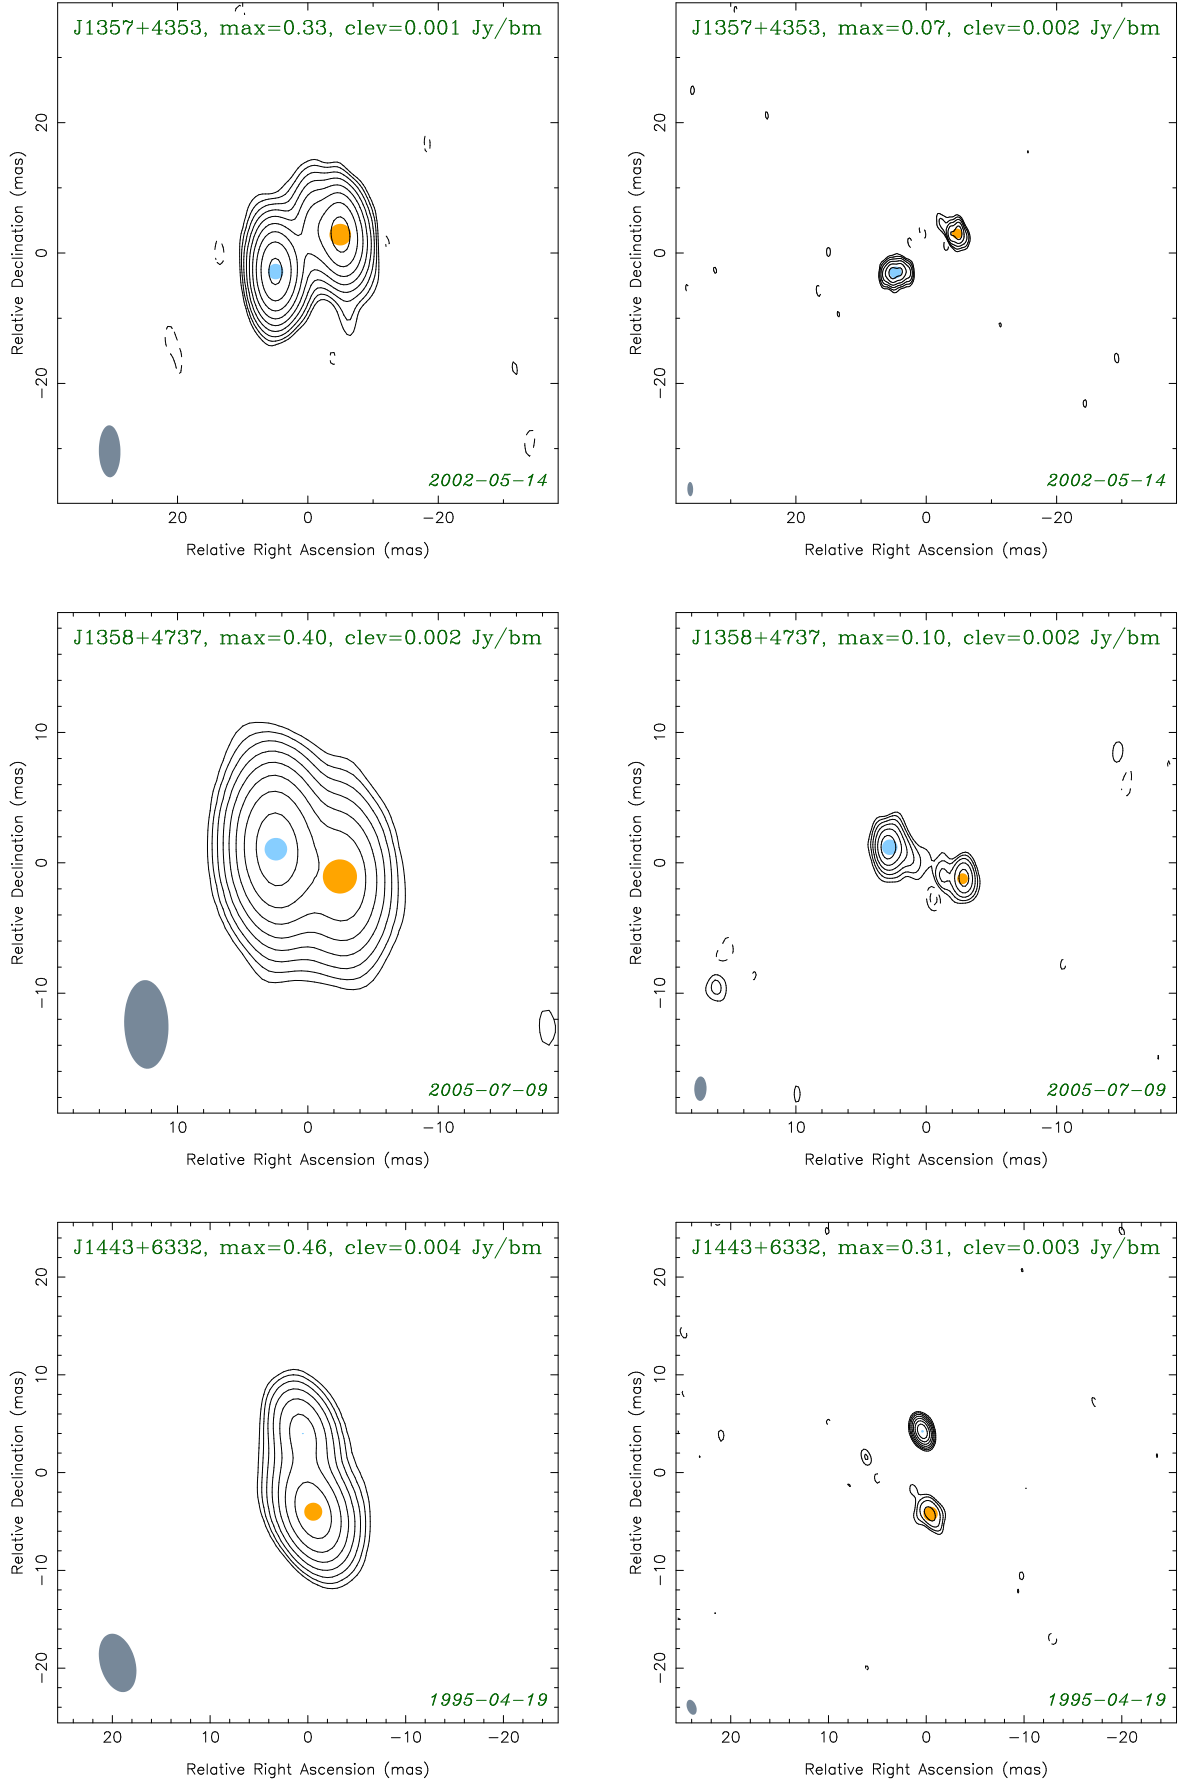 J1357+4353, max=0.33, clev=0.001 Jy/bm
Relative Declination (mas)
20
0
−20
2002−05−14
20
0
−20
Relative Right Ascension (mas)
J1357+4353, max=0.07, clev=0.002 Jy/bm
Relative Declination (mas)
20
0
−20
2002−05−14
20
0
−20
Relative Right Ascension (mas)
J1358+4737, max=0.40, clev=0.002 Jy/bm
Relative Declination (mas)
10
0
−10
2005−07−09
10
0
−10
Relative Right Ascension (mas)
J1358+4737, max=0.10, clev=0.002 Jy/bm
Relative Declination (mas)
10
0
−10
2005−07−09
10
0
−10
Relative Right Ascension (mas)
J1443+6332, max=0.46, clev=0.004 Jy/bm
Relative Declination (mas)
20
10
0
−10
−20
1995−04−19
20
10
0
−10
−20
Relative Right Ascension (mas)
J1443+6332, max=0.31, clev=0.003 Jy/bm
Relative Declination (mas)
20
10
0
−10
−20
1995−04−19
20
10
0
−10
−20
Relative Right Ascension (mas)